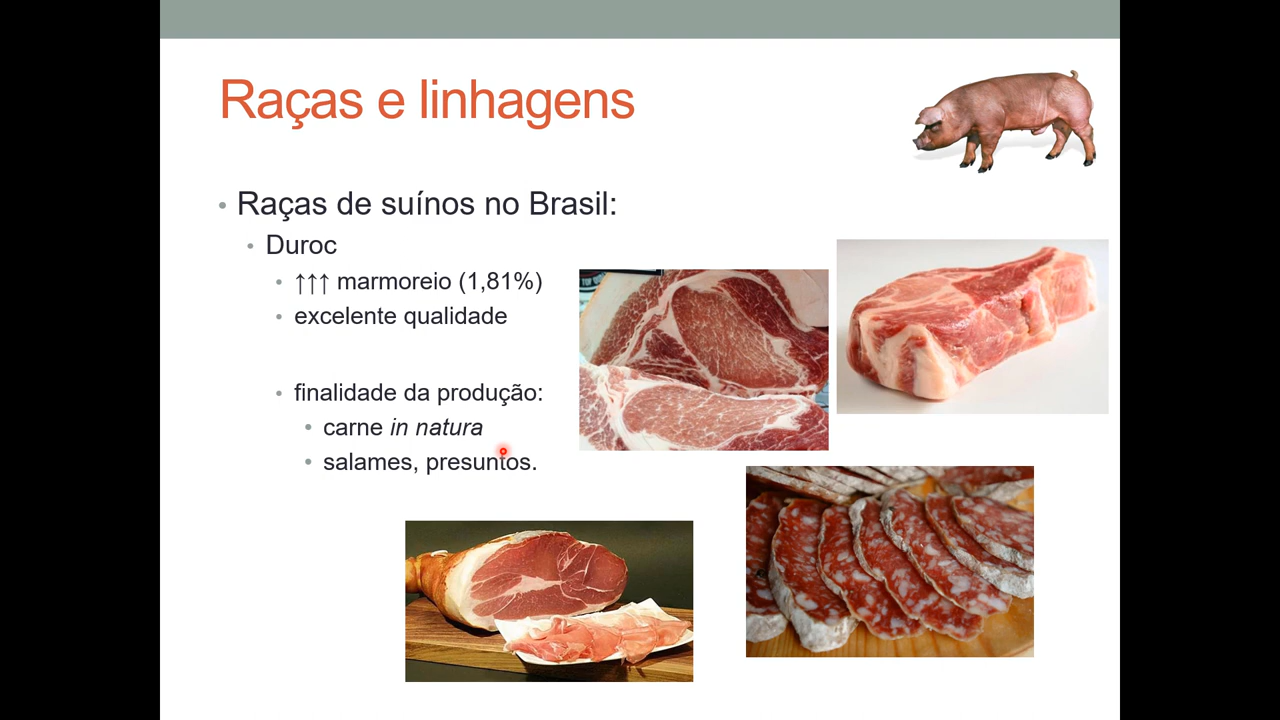 Raças e linhagens
• Raças de suínos no Brasil:
• Duroc
• ↑↑↑ marmoreio (1,81%)
• excelente qualidade
• finalidade da produção:
• carne in natura
• salames, presuntos.